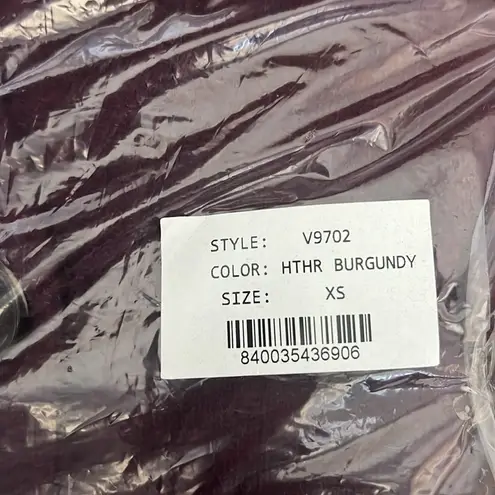 STYLE: V9702
COLOR: HTHR BURGUNDY
SIZE: XS
840035436906